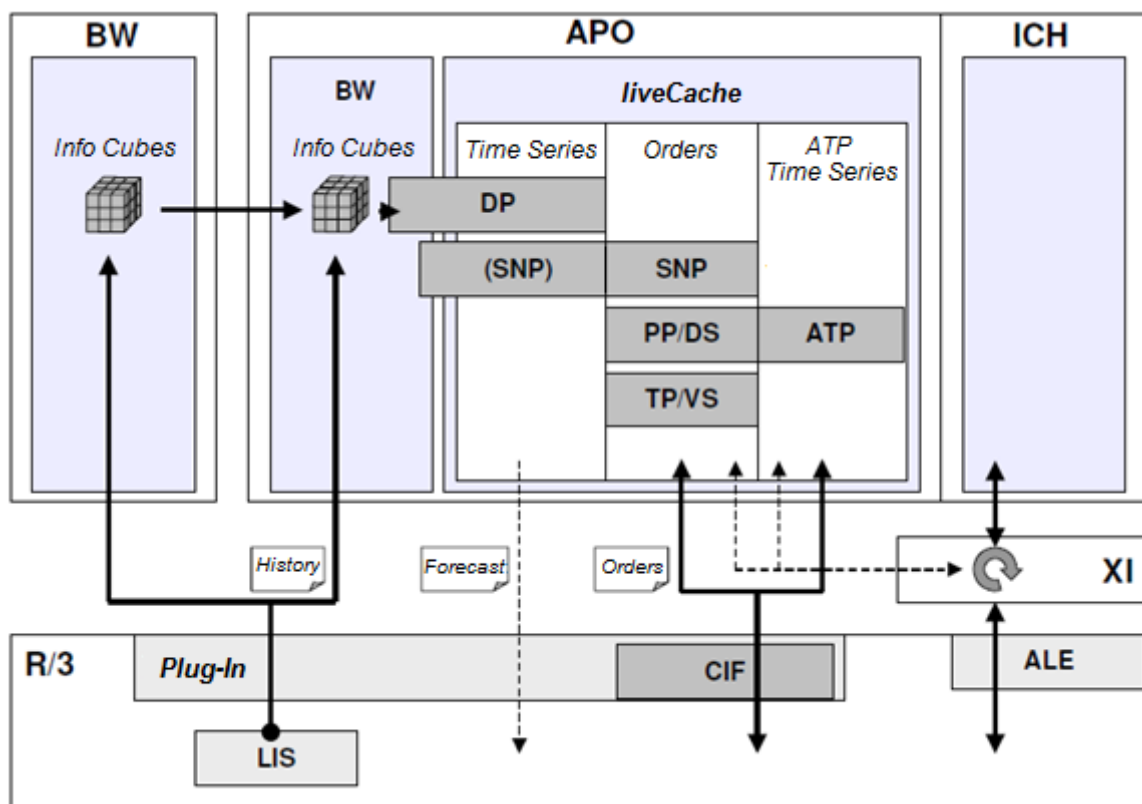 BW
APO
ICH
BW
liveCache
Info Cubes
Info Cubes
Time Series
Orders
ATP
Time Series
DP
(SNP)
SNP
PP/DS
ATP
TP/VS
History
Forecast
Orders
XI
R/3
Plug-In
CIF
ALE
LIS